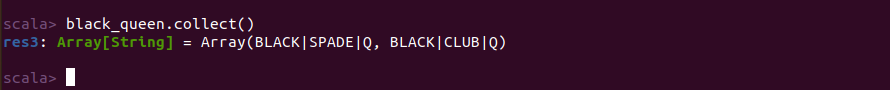 scala> black_queen.collect()
res3: Array[String] = Array(BLACK|SPADE|Q, BLACK|CLUB|Q)
scala>